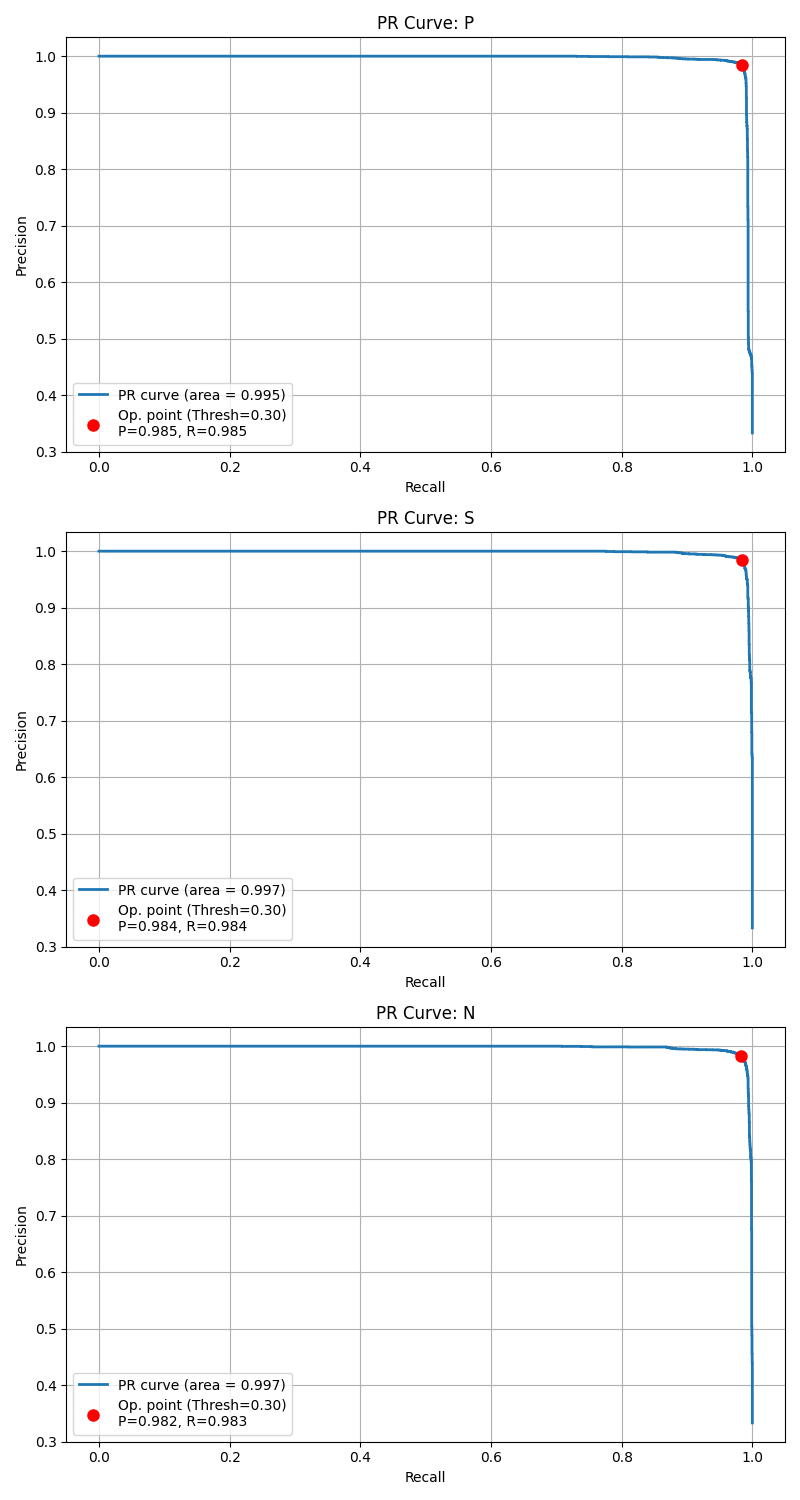 PR Curve: P
1.0
0.9
0.8
0.7
0.6
0.5
0.4
0.3
Precision
PR curve (area = 0.995)
Op. point (Thresh=0.30)
P=0.985, R=0.985
0.0 0.2 0.4 0.6 0.8 1.0
Recall
PR Curve: S
1.0
0.9
0.8
0.7
0.6
0.5
0.4
0.3
Precision
PR curve (area = 0.997)
Op. point (Thresh=0.30)
P=0.984, R=0.984
0.0 0.2 0.4 0.6 0.8 1.0
Recall
PR Curve: N
1.0
0.9
0.8
0.7
0.6
0.5
0.4
0.3
Precision
PR curve (area = 0.997)
Op. point (Thresh=0.30)
P=0.982, R=0.983
0.0 0.2 0.4 0.6 0.8 1.0
Recall